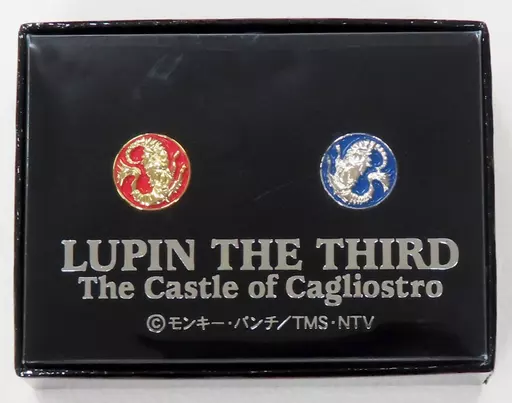 LUPIN THE THIRD
The Castle of Cagliostro
©モンキー・パンチ/TMS・NTV